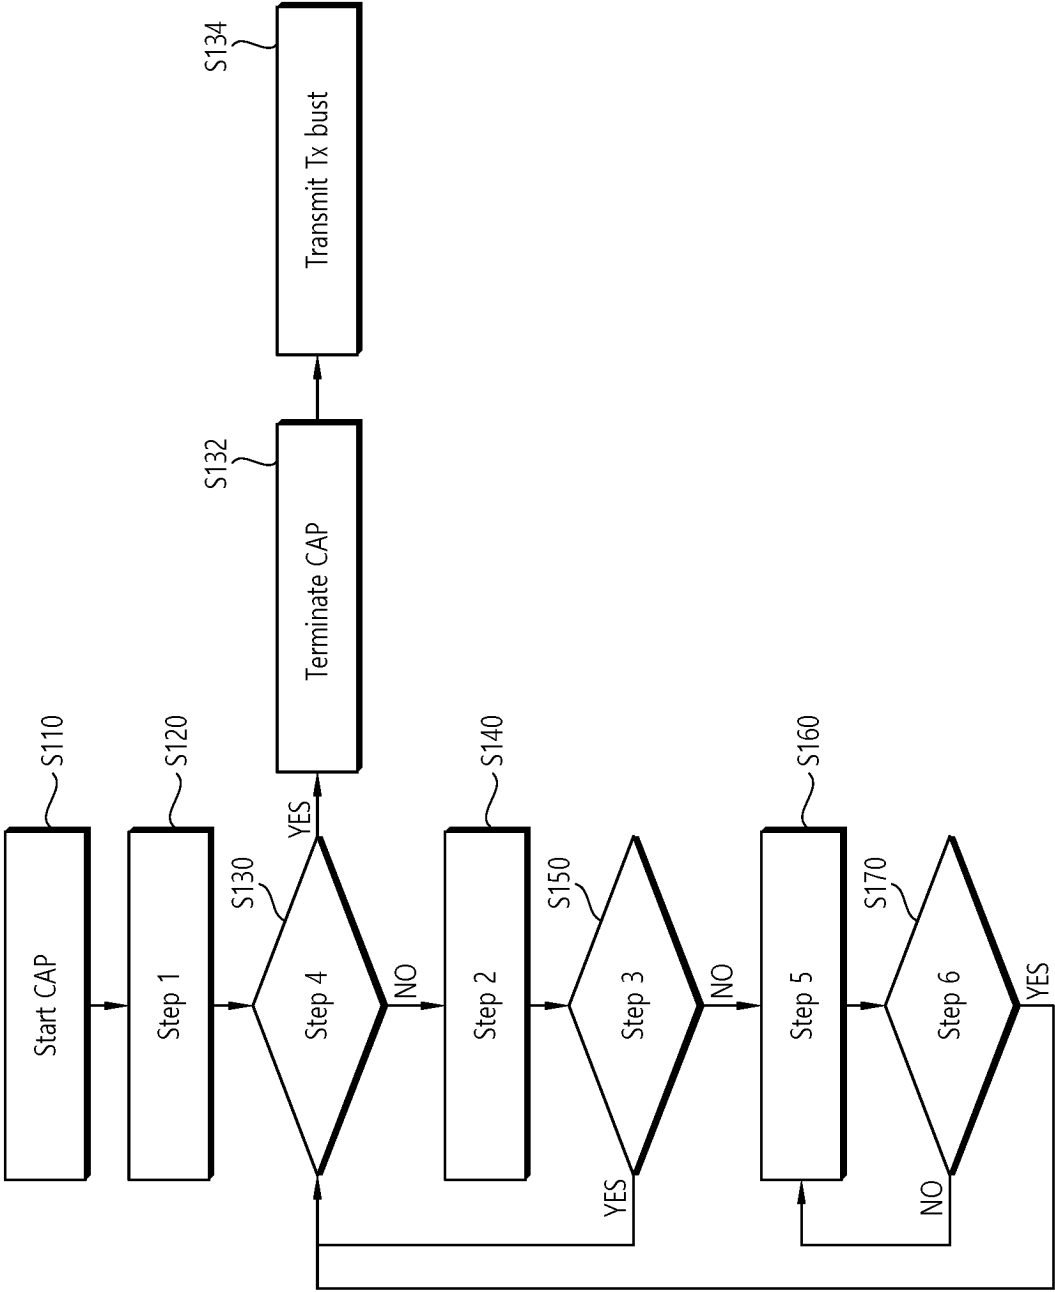 Start CAP
S110
Step 1
S120
Step 4
S130
YES
NO
Terminate CAP
S132
Transmit Tx bust
S134
Step 2
S140
Step 3
S150
YES
NO
Step 5
S160
Step 6
S170
NO
YES